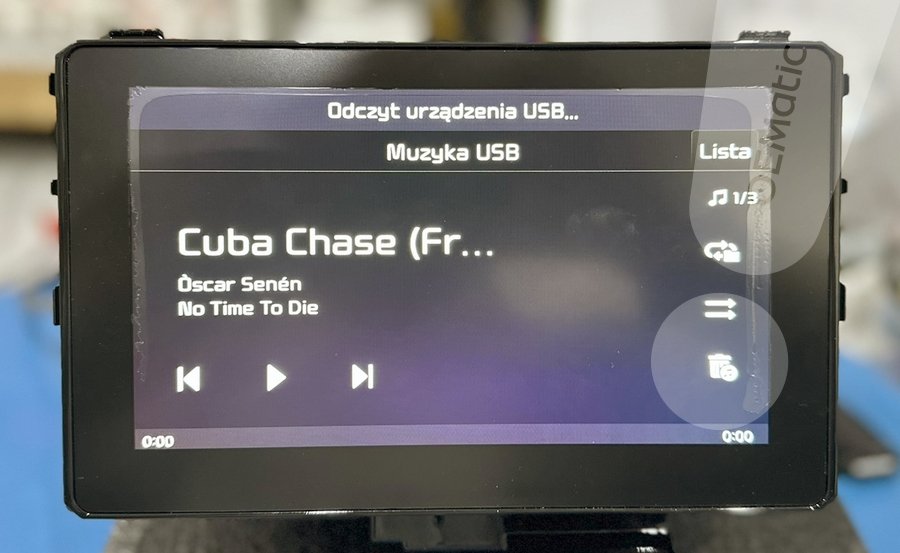 Odczyt urządzenia USB...
Muzyka USB
Lista
1/3
Cuba Chase (Fr...
Òscar Senén
No Time To Die
0:00
0:00
OEMatic